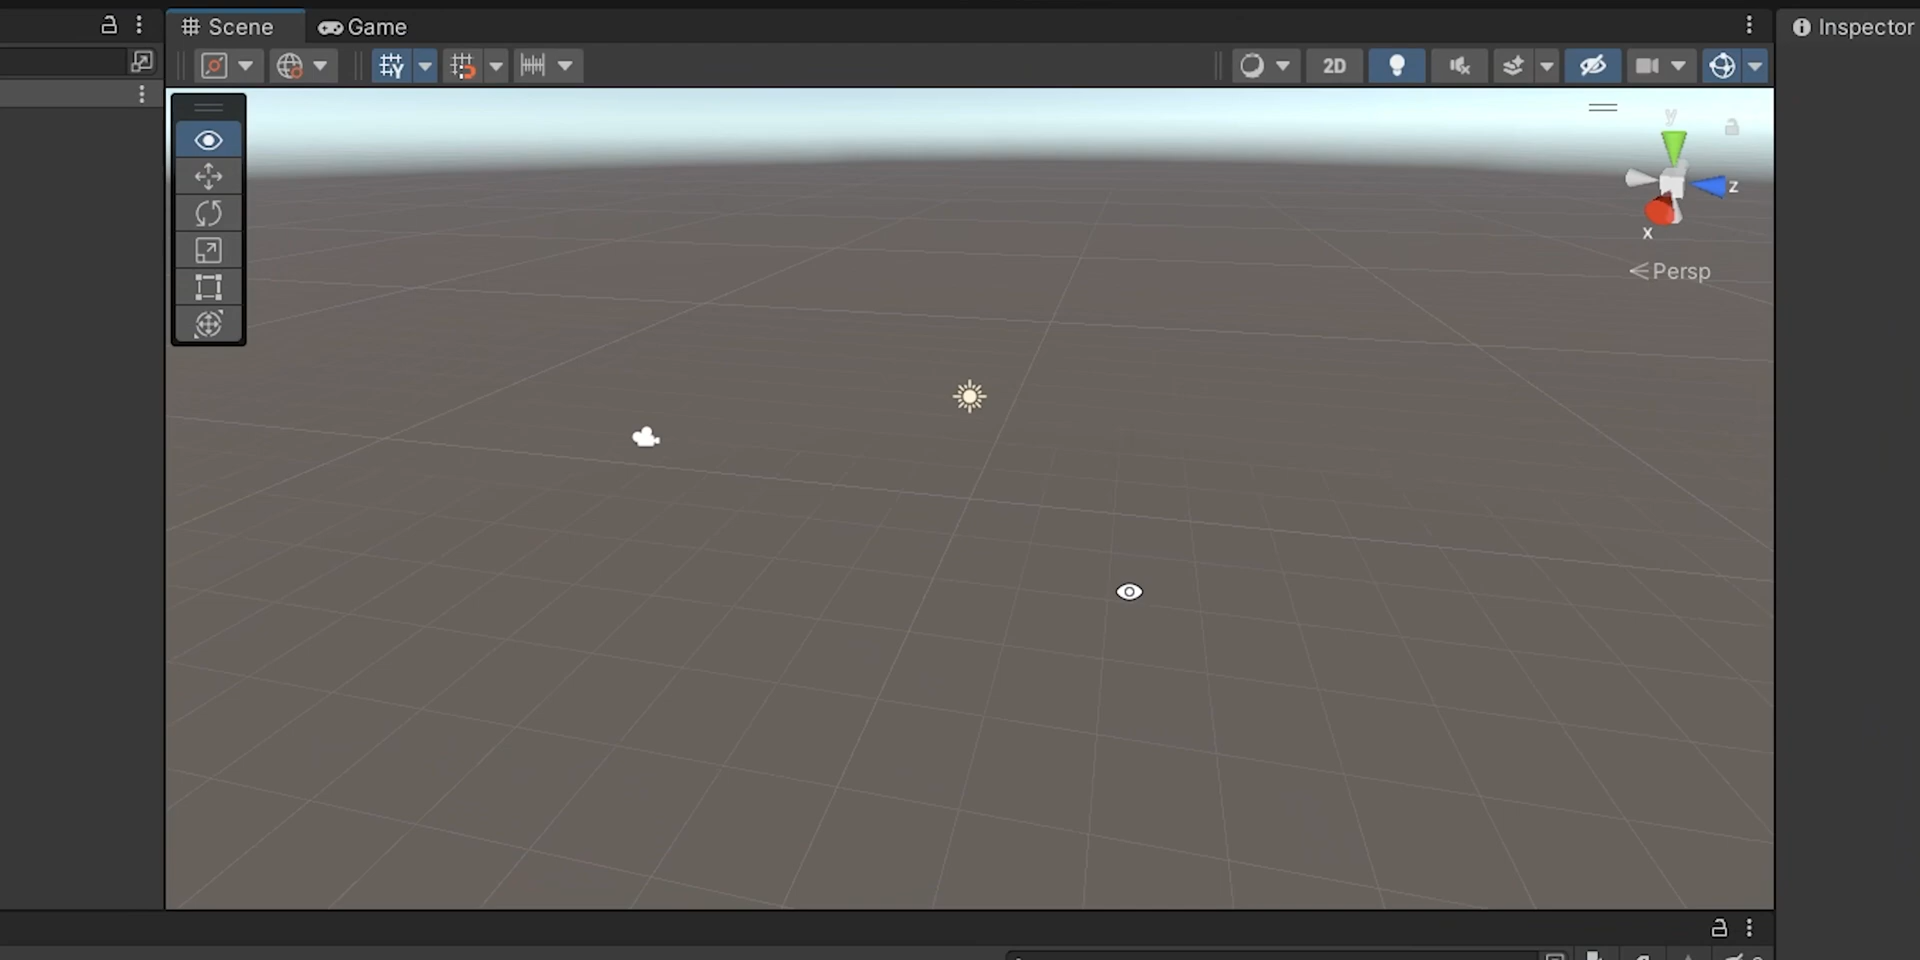 Scene
Game
Inspector
2D
y
z
x
Persp